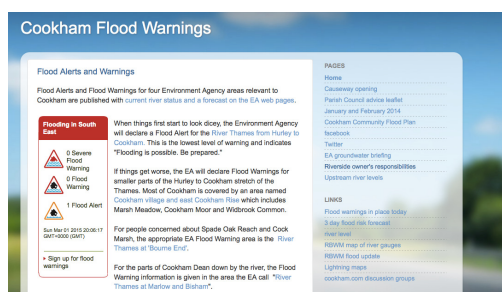 Cookham Flood Warnings
Flood Alerts and Warnings
Flood Alerts and Flood Warnings for four Environment Agency areas relevant to
Cookham are published with current river status and a forecast on the EA web pages.
Flooding in South
East
0 Severe
Flood
Warning
0 Flood
Warning
1 Flood Alert
Sun Mar 01 2015 20:06:17
GMT+0000 (GMT)
» Sign up for flood
warnings
When things first start to look dicey, the EA Agency
will declare a Flood Alert for the River Thames from Hurley to
Cookham. This is the lowest level of warning and indicates
"Flooding is possible. Be prepared."
If things get worse, the EA will declare Flood Warnings for
smaller parts of the Hurley to Cookham stretch of the
Thames. Most of Cookham is covered by an area named
Cookham village and east Cookham Rise which includes
Marsh Meadow, Cookham Moor and Widbrook Common.
For people concerned about Spade Oak Reach and Cock
Marsh, the appropriate EA Flood Warning area is the River
Thames at 'Bourne End'.
For the parts of Cookham Dean down by the river, the Flood
Warning information is given in the area the EA call "River
Thames at Marlow and Bisham".
PAGES
Home
Causeway opening
Parish Council advice leaflet
January and February 2014
Cookham Community Flood Plan
facebook
Twitter
EA groundwater briefing
Riverside owner's responsibilities
Upstream river levels
LINKS
Flood warnings in place today
3 day flood risk forecast
river level
RBWM map of river gauges
RBWM flood update
Lightning maps
cookham.com discussion groups